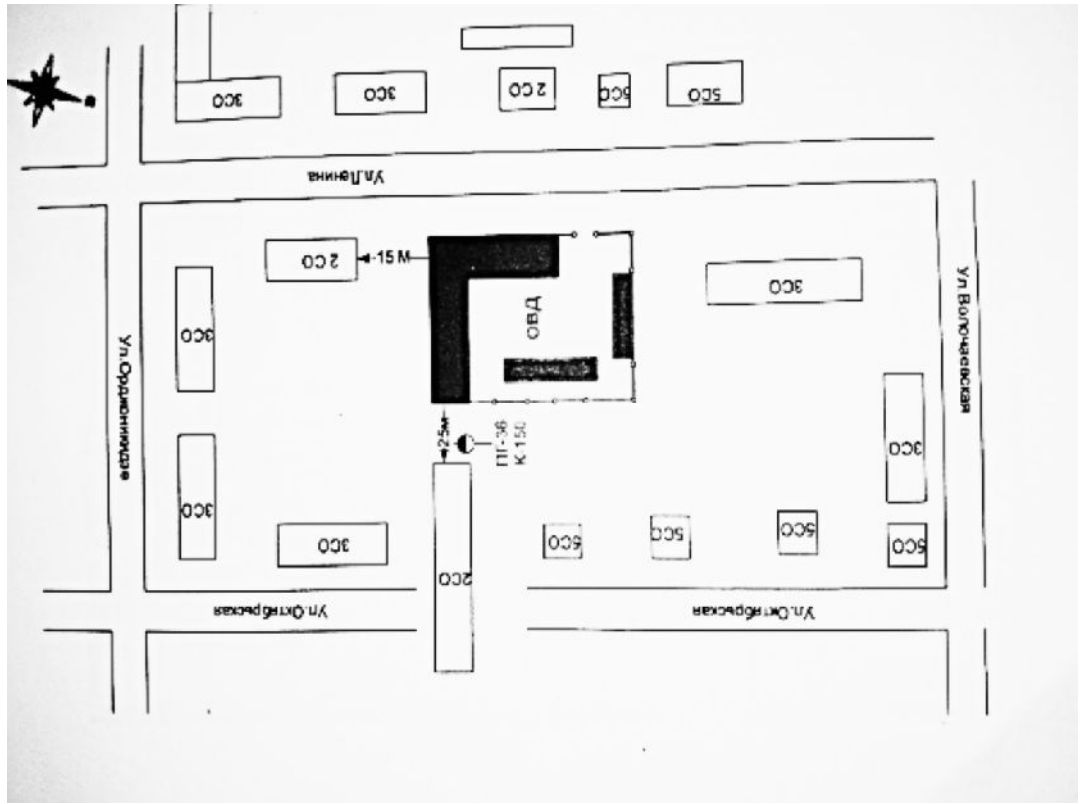 3СО
3СО
2 СО
5СО
5СО
Ул.Ленина
2 СО
15 М
ОВД
3СО
3СО
Ул.Орджоникидзе
Ул Волочаевская
25м
ПГ-36
К-150
3СО
3СО
3СО
2СО
5СО
5СО
5СО
5СО
Ул.Октябрьская
Ул.Октябрьская